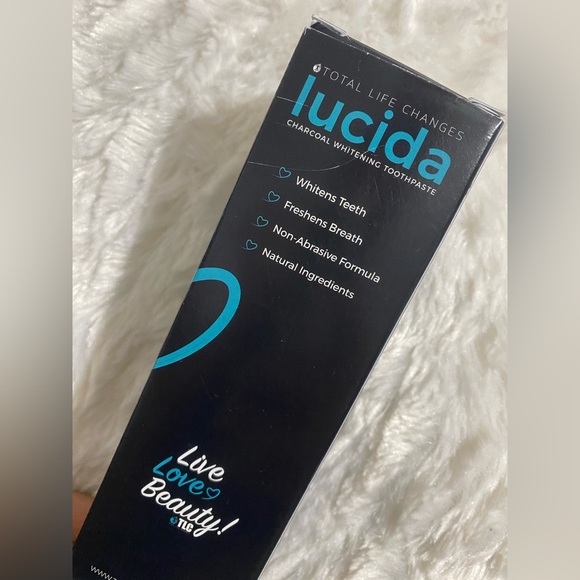 TOTAL LIFE CHANGES
lucida
CHARCOAL WHITENING TOOTHPASTE
Whitens Teeth
Freshens Breath
Non-Abrasive Formula
Natural Ingredients
Live
Love
Beauty!
TLC
www.